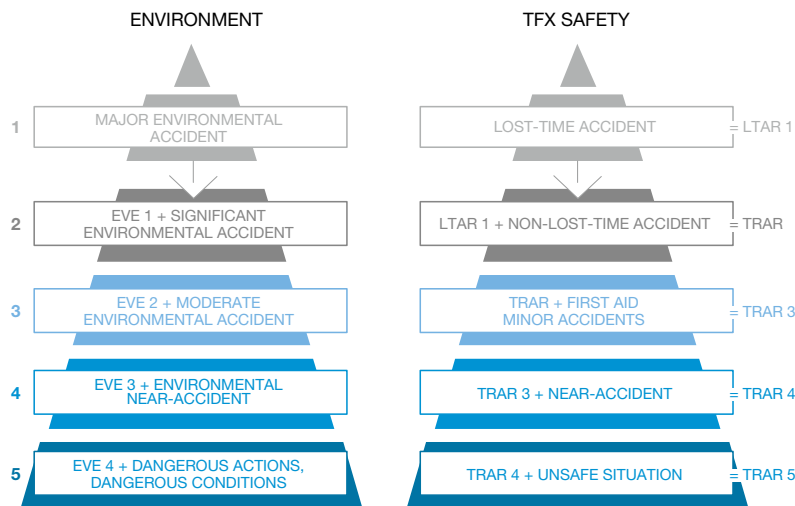 ENVIRONMENT
TFX SAFETY
1
MAJOR ENVIRONMENTAL
ACCIDENT
LOST-TIME ACCIDENT
= LTAR 1
2
EVE 1 + SIGNIFICANT
ENVIRONMENTAL ACCIDENT
LTAR 1 + NON-LOST-TIME ACCIDENT
= TRAR
3
EVE 2 + MODERATE
ENVIRONMENTAL ACCIDENT
TRAR + FIRST AID
MINOR ACCIDENTS
= TRAR 3
4
EVE 3 + ENVIRONMENTAL
NEAR-ACCIDENT
TRAR 3 + NEAR-ACCIDENT
= TRAR 4
5
EVE 4 + DANGEROUS ACTIONS,
DANGEROUS CONDITIONS
TRAR 4 + UNSAFE SITUATION
= TRAR 5